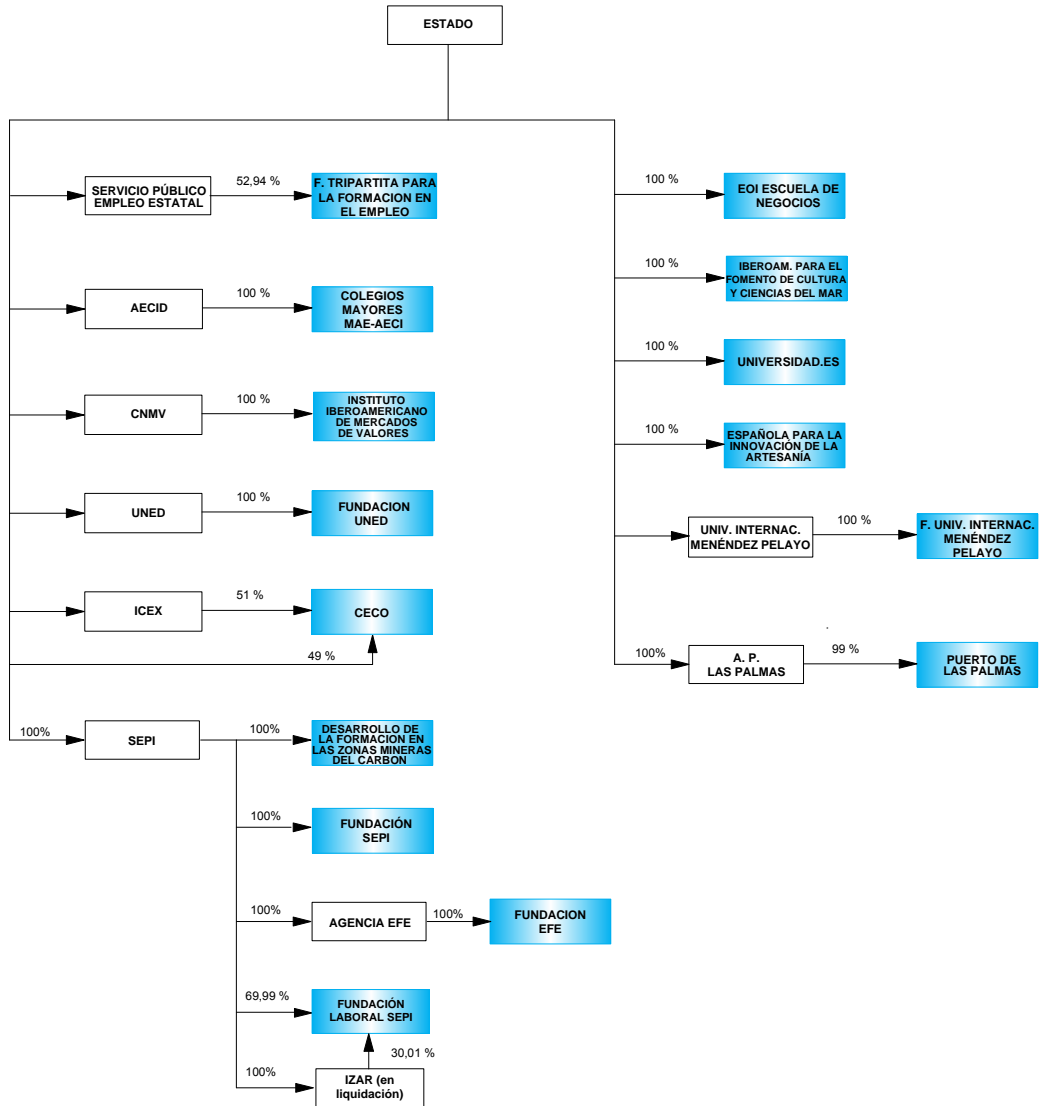 ESTADO
SERVICIO PÚBLICO
EMPLEO ESTATAL
52,94 %
F. TRIPARTITA PARA
LA FORMACION EN
EL EMPLEO
AECID
100 %
COLEGIOS
MAYORES
MAE-AECI
CNMV
100 %
INSTITUTO
IBEROAMERICANO
DE MERCADOS
DE VALORES
UNED
100 %
FUNDACION
UNED
ICEX
51 %
CECO
49 %
100%
SEPI
100%
DESARROLLO DE
LA FORMACION EN
LAS ZONAS MINERAS
DEL CARBON
100%
FUNDACIÓN
SEPI
100%
AGENCIA EFE
100%
FUNDACION
EFE
69,99 %
FUNDACIÓN
LABORAL SEPI
30,01 %
100%
IZAR (en
liquidación)
100 %
EOI ESCUELA DE
NEGOCIOS
100 %
IBEROAM. PARA EL
FOMENTO DE CULTURA
Y CIENCIAS DEL MAR
100 %
UNIVERSIDAD.ES
100 %
ESPAÑOLA PARA LA
INNOVACIÓN DE LA
ARTESANÍA
UNIV. INTERNAC.
MENÉNDEZ PELAYO
100 %
F. UNIV. INTERNAC.
MENÉNDEZ
PELAYO
100%
A. P.
LAS PALMAS
99 %
PUERTO DE
LAS PALMAS